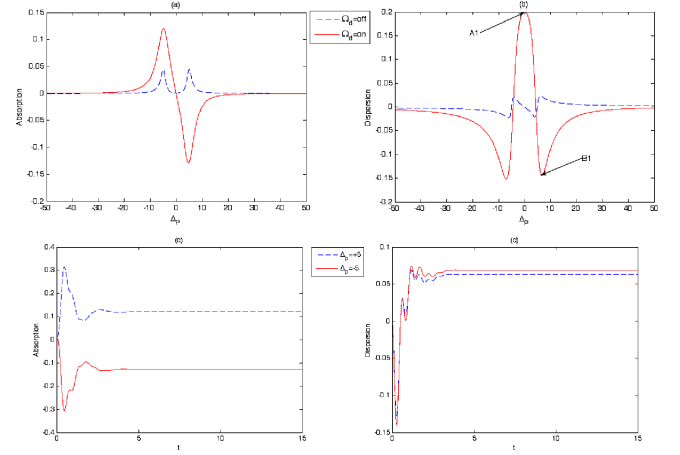 (a)
0.15
0.1
0.05
0
-0.05
-0.1
-0.15
-0.2
Absorption
-50 -40 -30 -20 -10 0 10 20 30 40 50
Δp
Ωd=off
Ωd=on
(b)
0.2
0.15
0.1
0.05
0
-0.05
-0.1
-0.15
-0.2
Dispersion
A1
B1
-50 -40 -30 -20 -10 0 10 20 30 40 50
Δp
(c)
0.4
0.3
0.2
0.1
0
-0.1
-0.2
0.3
-0.4
Absorption
0 5 10 15
t
Δp=+5
Δp=-5
(c)
0.1
0.05
0
0.05
-0.1
0.15
Dispersion
0 5 10 15
t